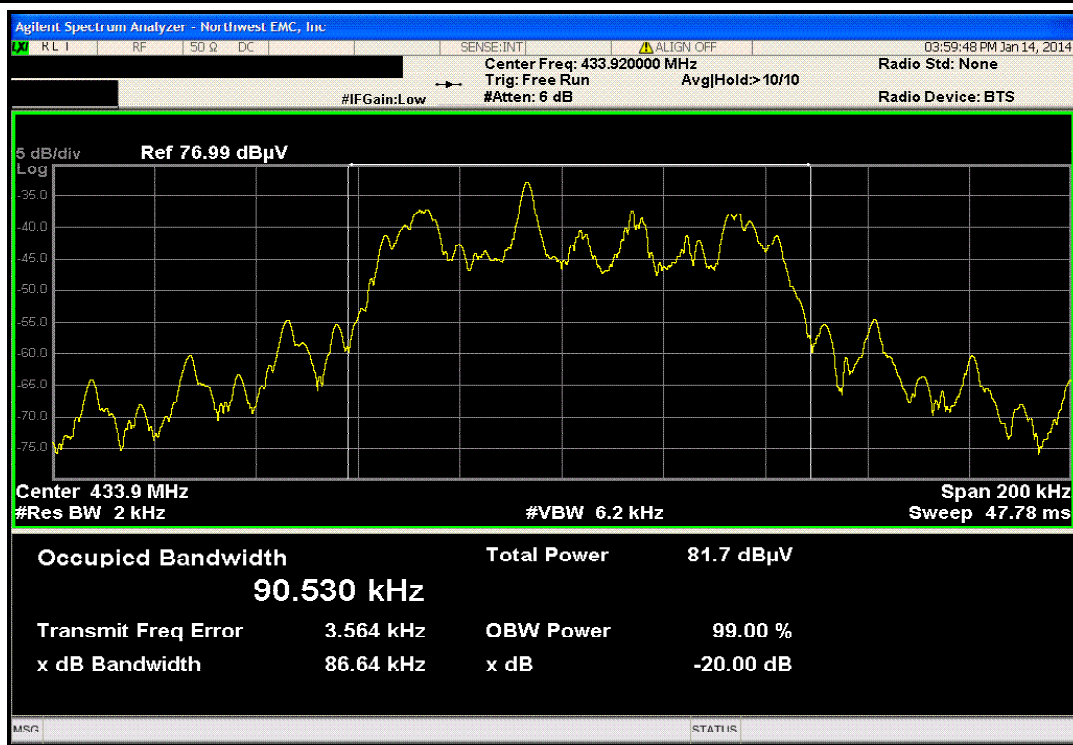 Agilent Spectrum Analyzer - Northwest EMC, Inc
LXI R L T RF 50 Ω DC SENSE:INT ALIGN OFF 03:59:48 PM Jan 14, 2014
Center Freq: 433.920000 MHz Radio Std: None
Trig: Free Run Avg|Hold:>10/10
#IFGain:Low #Atten: 6 dB Radio Device: BTS
5 dB/div Ref 76.99 dBµV
Log
-35.0
-40.0
-45.0
-50.0
-55.0
-60.0
-65.0
-70.0
-75.0
Center 433.9 MHz Span 200 kHz
#Res BW 2 kHz #VBW 6.2 kHz Sweep 47.78 ms
Occupied Bandwidth Total Power 81.7 dBµV
90.530 kHz
Transmit Freq Error 3.564 kHz OBW Power 99.00 %
x dB Bandwidth 86.64 kHz x dB -20.00 dB
MSG STATUS